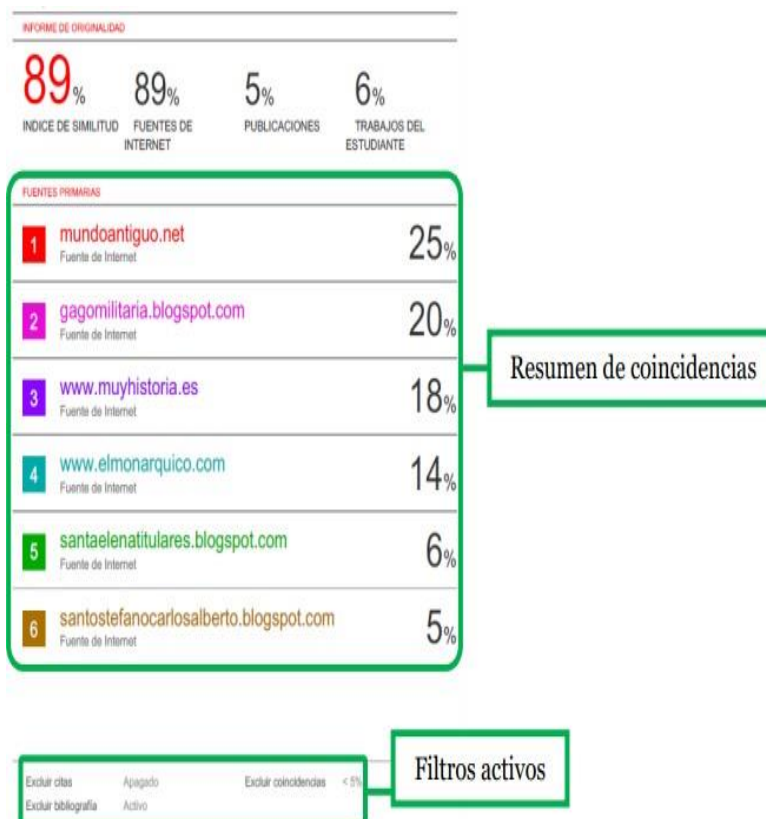 INFORME DE ORIGINALIDAD
89% 89% 5% 6%
INDICE DE SIMILITUD FUENTES DE INTERNET PUBLICACIONES TRABAJOS DEL ESTUDIANTE
FUENTES PRIMARIAS
1 mundoantiguo.net 25%
Fuente de Internet
2 gagomilitaria.blogspot.com 20%
Fuente de Internet
3 www.muyhistoria.es 18%
Fuente de Internet
Resumen de coincidencias
4 www.elmonarquico.com 14%
Fuente de Internet
5 santaelenatitulares.blogspot.com 6%
Fuente de Internet
6 santostefanocarlosalberto.blogspot.com 5%
Fuente de Internet
Excluir citas Apagado Excluir coincidencias < 5%
Excluir bibliografía Activo
Filtros activos